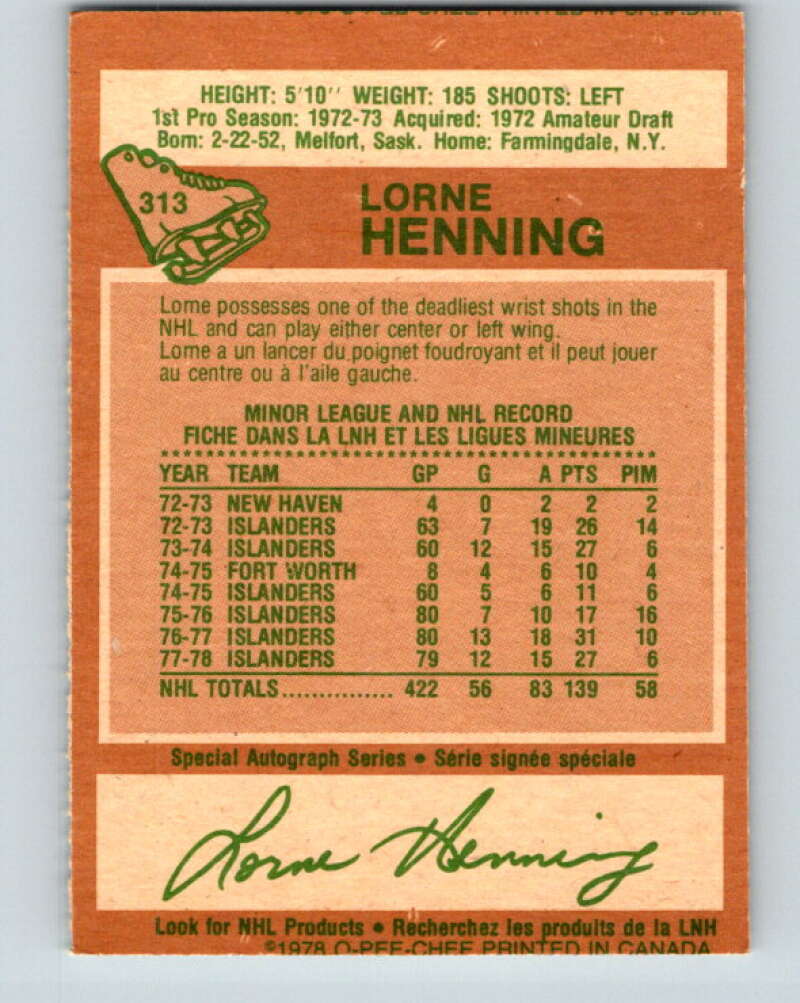 HEIGHT: 5'10'' WEIGHT: 185 SHOOTS: LEFT
1st Pro Season: 1972-73 Acquired: 1972 Amateur Draft
Born: 2-22-52, Melfort, Sask. Home: Farmingdale, N.Y.
313
LORNE
HENNING
Lorne possesses one of the deadliest wrist shots in the
NHL and can play either center or left wing.
Lorne a un lancer du poignet foudroyant et il peut jouer
au centre ou à l'aile gauche.
MINOR LEAGUE AND NHL RECORD
FICHE DANS LA LNH ET LES LIGUES MINEURES
YEAR TEAM GP G A PTS PIM
72-73 NEW HAVEN 4 0 2 2 2
72-73 ISLANDERS 63 7 19 26 14
73-74 ISLANDERS 60 12 15 27 6
74-75 FORT WORTH 8 4 6 10 4
74-75 ISLANDERS 60 5 6 11 6
75-76 ISLANDERS 80 7 10 17 16
76-77 ISLANDERS 80 13 18 31 10
77-78 ISLANDERS 79 12 15 27 6
NHL TOTALS............... 422 56 83 139 58
Special Autograph Series • Série signée spéciale
Lorne Henning
Look for NHL Products • Recherchez les produits de la LNH
©1978 O-PEE-CHEE PRINTED IN CANADA